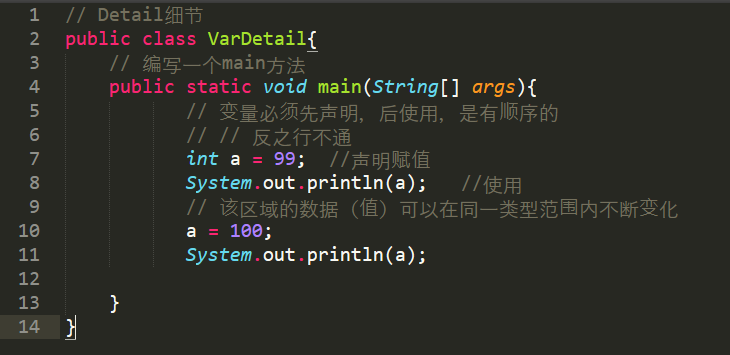 1 // Detail细节
2 public class VarDetail{
3 // 编写一个main方法
4 public static void main(String[] args){
5 // 变量必须先声明，后使用，是有顺序的
6 // // 反之行不通
7 int a = 99; //声明赋值
8 System.out.println(a); //使用
9 // 该区域的数据（值）可以在同一类型范围内不断变化
10 a = 100;
11 System.out.println(a);
12
13 }
14 }